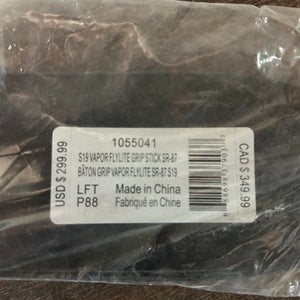 1055041
S19 VAPOR FLYLITE GRIP STICK SR-87
BÂTON GRIP VAPOR FLYLITE SR-87 S19
LFT Made in China
P88 Fabriqué en Chine
USD $ 299.99
CAD $ 349.99